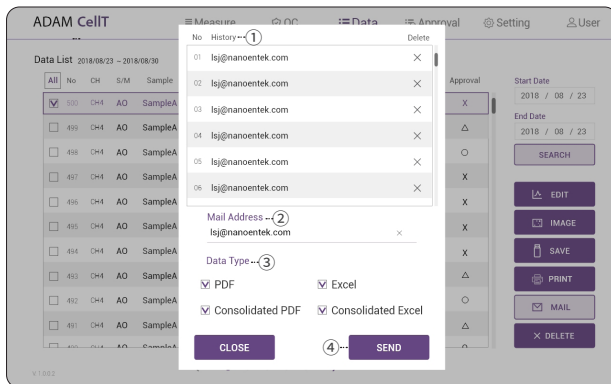 ADAM CellT
Measure QC Data Approval Setting User
Data List 2018/08/23 ~ 2018/08/30
All No CH S/M Sample Approval
500 CH4 AO SampleA X
499 CH4 AO SampleA △
498 CH4 AO SampleA ○
497 CH4 AO SampleA X
496 CH4 AO SampleA X
495 CH4 AO SampleA X
494 CH4 AO SampleA X
493 CH4 AO SampleA △
492 CH4 AO SampleA ○
491 CH4 AO SampleA △
CH4 AO SampleA
No History ① Delete
01 lsj@nanoentek.com ×
02 lsj@nanoentek.com ×
03 lsj@nanoentek.com ×
04 lsj@nanoentek.com ×
05 lsj@nanoentek.com ×
06 lsj@nanoentek.com ×
Mail Address ②
lsj@nanoentek.com ×
Data Type ③
PDF Excel
Consolidated PDF Consolidated Excel
CLOSE ④ SEND
Start Date
2018 / 08 / 23
End Date
2018 / 08 / 23
SEARCH
EDIT
IMAGE
SAVE
PRINT
MAIL
DELETE
V 1.0.0.2